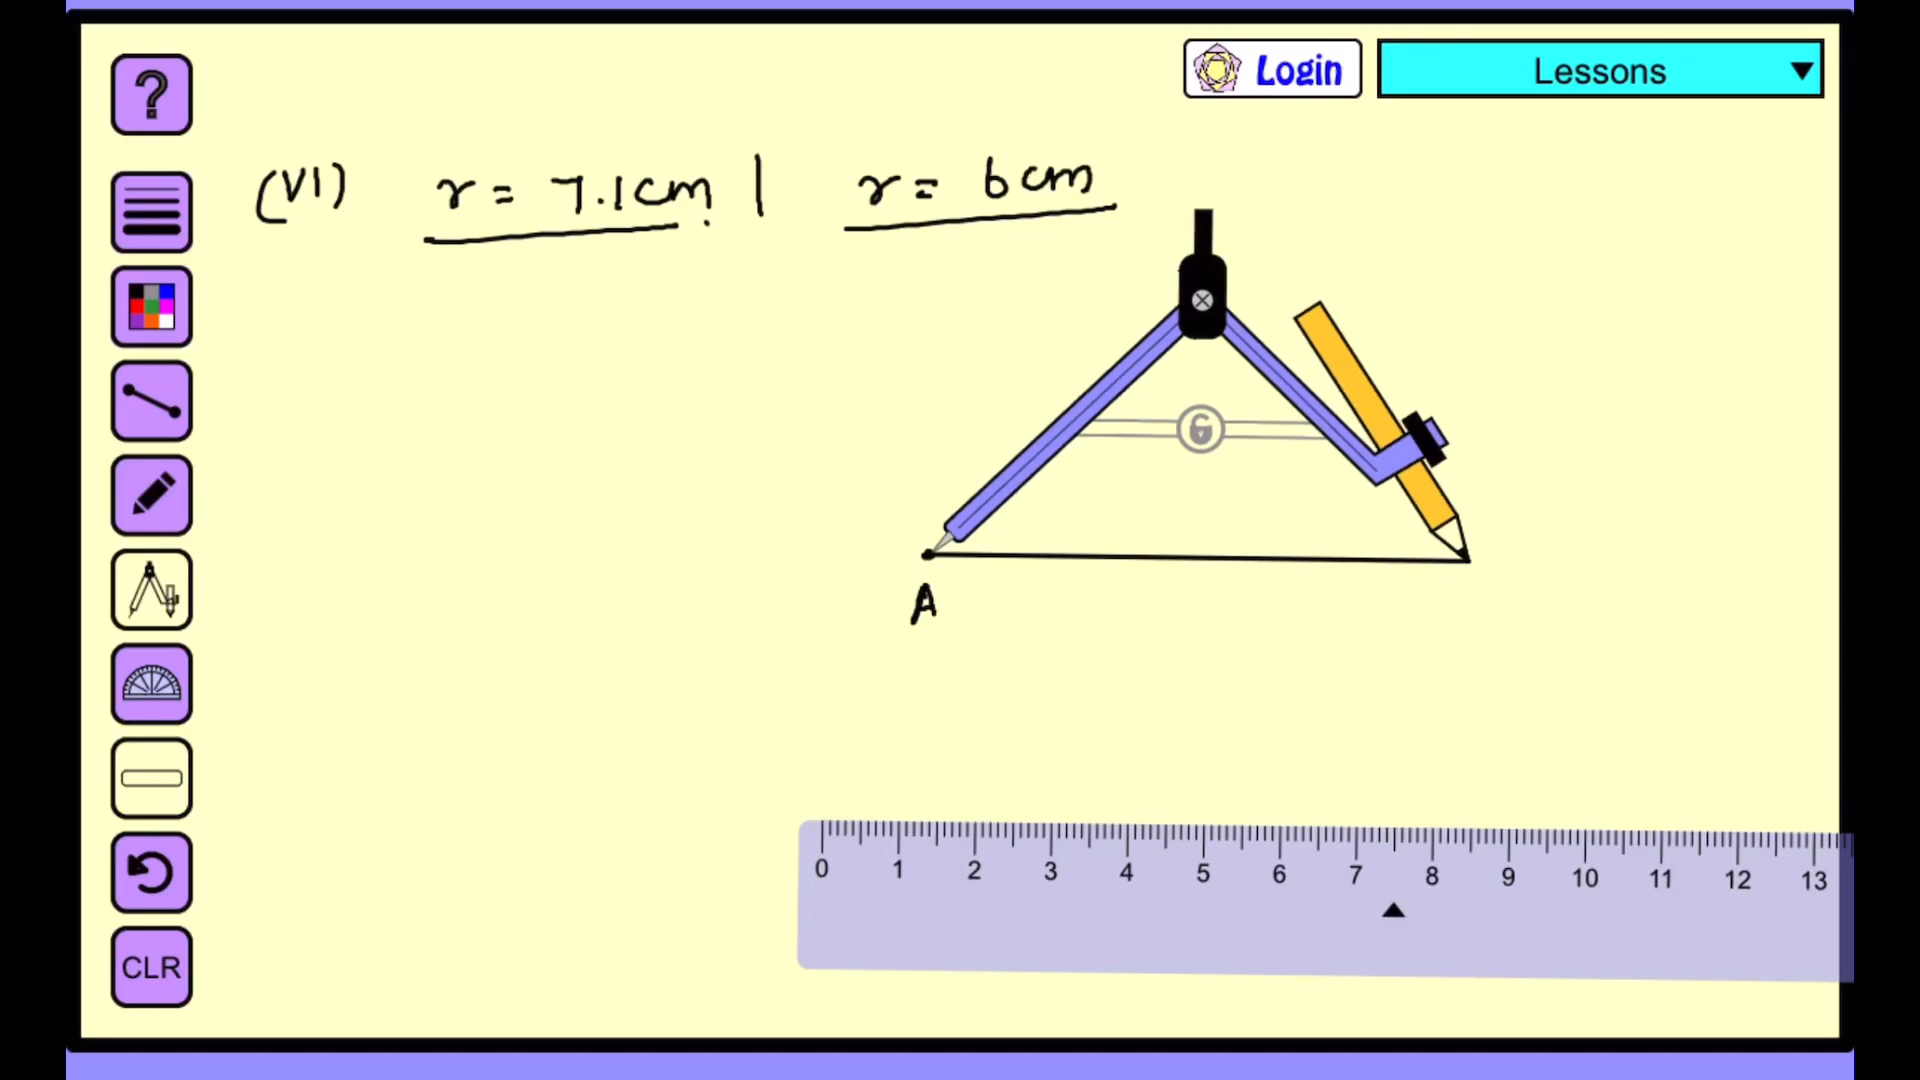 ?
Login
Lessons
(VI) r = 7.1cm | r = 6cm
A
0 1 2 3 4 5 6 7 8 9 10 11 12 13
CLR